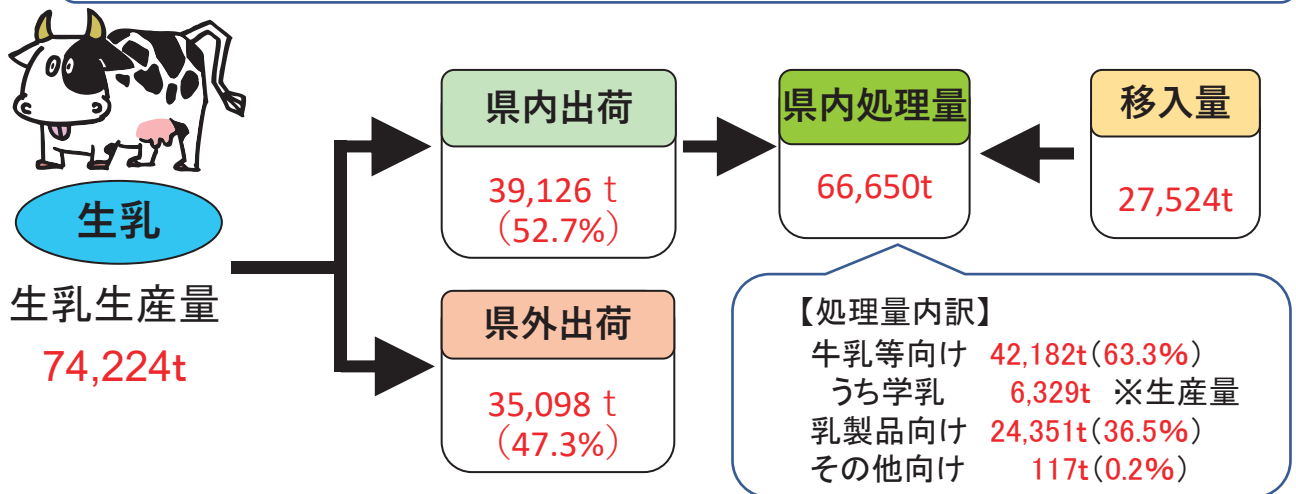 生乳
生乳生産量
74,224t
県内出荷
39,126 t
(52.7%)
県外出荷
35,098 t
(47.3%)
県内処理量
66,650t
移入量
27,524t
【処理量内訳】
牛乳等向け 42,182t(63.3%)
うち学乳 6,329t ※生産量
乳製品向け 24,351t(36.5%)
その他向け 117t(0.2%)